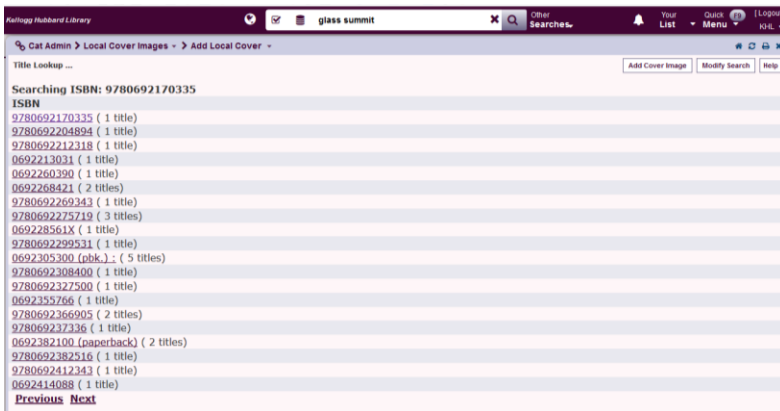 Kellogg Hubbard Library
glass summit
Other Searches
Your List
Quick Menu
F9
[Logou
KHL
Cat Admin > Local Cover Images > Add Local Cover
Title Lookup ...
Add Cover Image
Modify Search
Help
Searching ISBN: 9780692170335
ISBN
9780692170335 ( 1 title)
9780692204894 ( 1 title)
9780692212318 ( 1 title)
0692213031 ( 1 title)
0692260390 ( 1 title)
0692268421 ( 2 titles)
9780692269343 ( 1 title)
9780692275719 ( 3 titles)
069228561X ( 1 title)
9780692299531 ( 1 title)
0692305300 (pbk.) : ( 5 titles)
9780692308400 ( 1 title)
9780692327500 ( 1 title)
0692355766 ( 1 title)
9780692366905 ( 2 titles)
978069237336 ( 1 title)
0692382100 (paperback) ( 2 titles)
9780692382516 ( 1 title)
9780692412343 ( 1 title)
0692414088 ( 1 title)
Previous Next